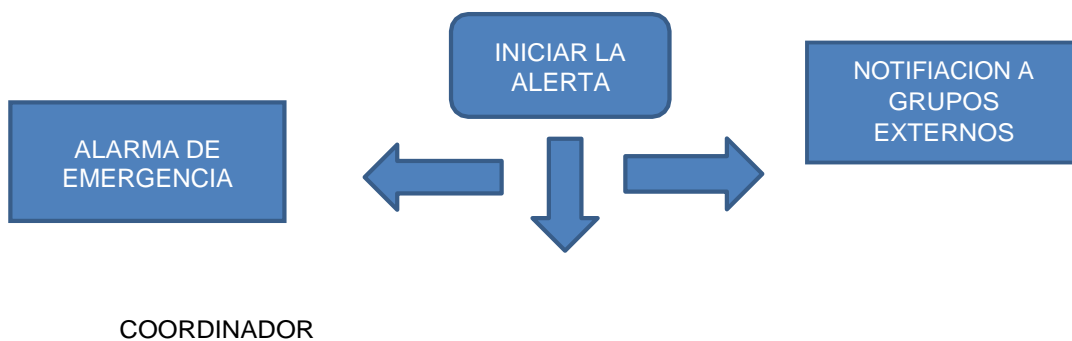 INICIAR LA
ALERTA
NOTIFIACION A
GRUPOS
EXTERNOS
ALARMA DE
EMERGENCIA
COORDINADOR